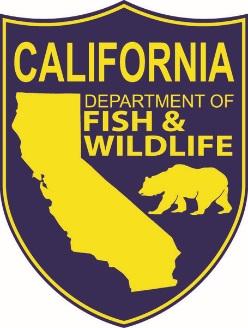 CALIFORNIA
DEPARTMENT OF
FISH &
WILDLIFE